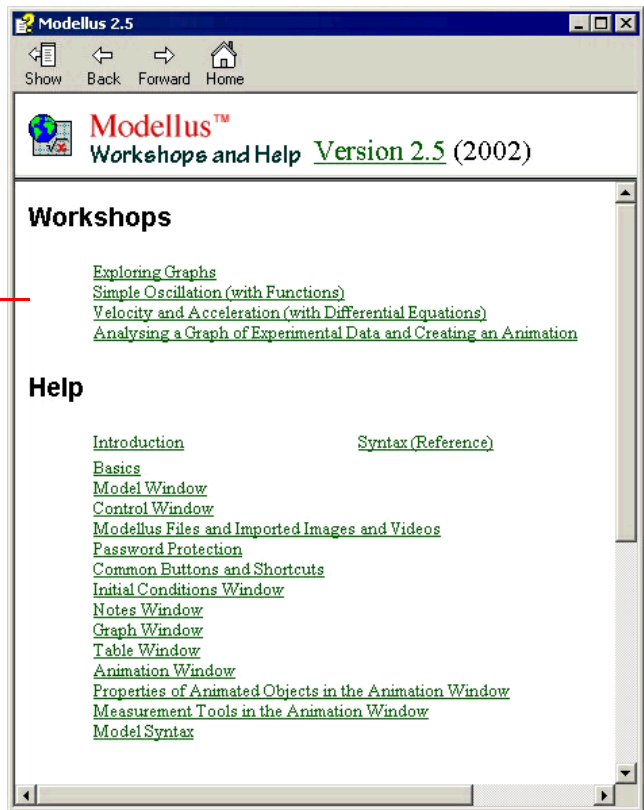 Modellus 2.5
Show Back Forward Home
Modellus™
Workshops and Help Version 2.5 (2002)
Workshops
Exploring Graphs
Simple Oscillation (with Functions)
Velocity and Acceleration (with Differential Equations)
Analysing a Graph of Experimental Data and Creating an Animation
Help
Introduction Syntax (Reference)
Basics
Model Window
Control Window
Modellus Files and Imported Images and Videos
Password Protection
Common Buttons and Shortcuts
Initial Conditions Window
Notes Window
Graph Window
Table Window
Animation Window
Properties of Animated Objects in the Animation Window
Measurement Tools in the Animation Window
Model Syntax